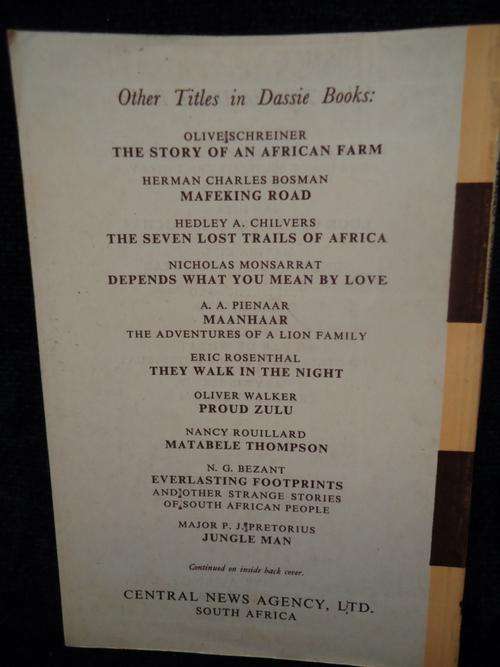 Other Titles in Dassie Books:
OLIVE SCHREINER
THE STORY OF AN AFRICAN FARM
HERMAN CHARLES BOSMAN
MAFEKING ROAD
HEDLEY A. CHILVERS
THE SEVEN LOST TRAILS OF AFRICA
NICHOLAS MONSARRAT
DEPENDS WHAT YOU MEAN BY LOVE
A. A. PIENAAR
MAANHAAR
THE ADVENTURES OF A LION FAMILY
ERIC ROSENTHAL
THEY WALK IN THE NIGHT
OLIVER WALKER
PROUD ZULU
NANCY ROUILLARD
MATABELE THOMPSON
N. G. BEZANT
EVERLASTING FOOTPRINTS
AND OTHER STRANGE STORIES
OF SOUTH AFRICAN PEOPLE
MAJOR P. J. PRETORIUS
JUNGLE MAN
Continued on inside back cover.
CENTRAL NEWS AGENCY, LTD.
SOUTH AFRICA